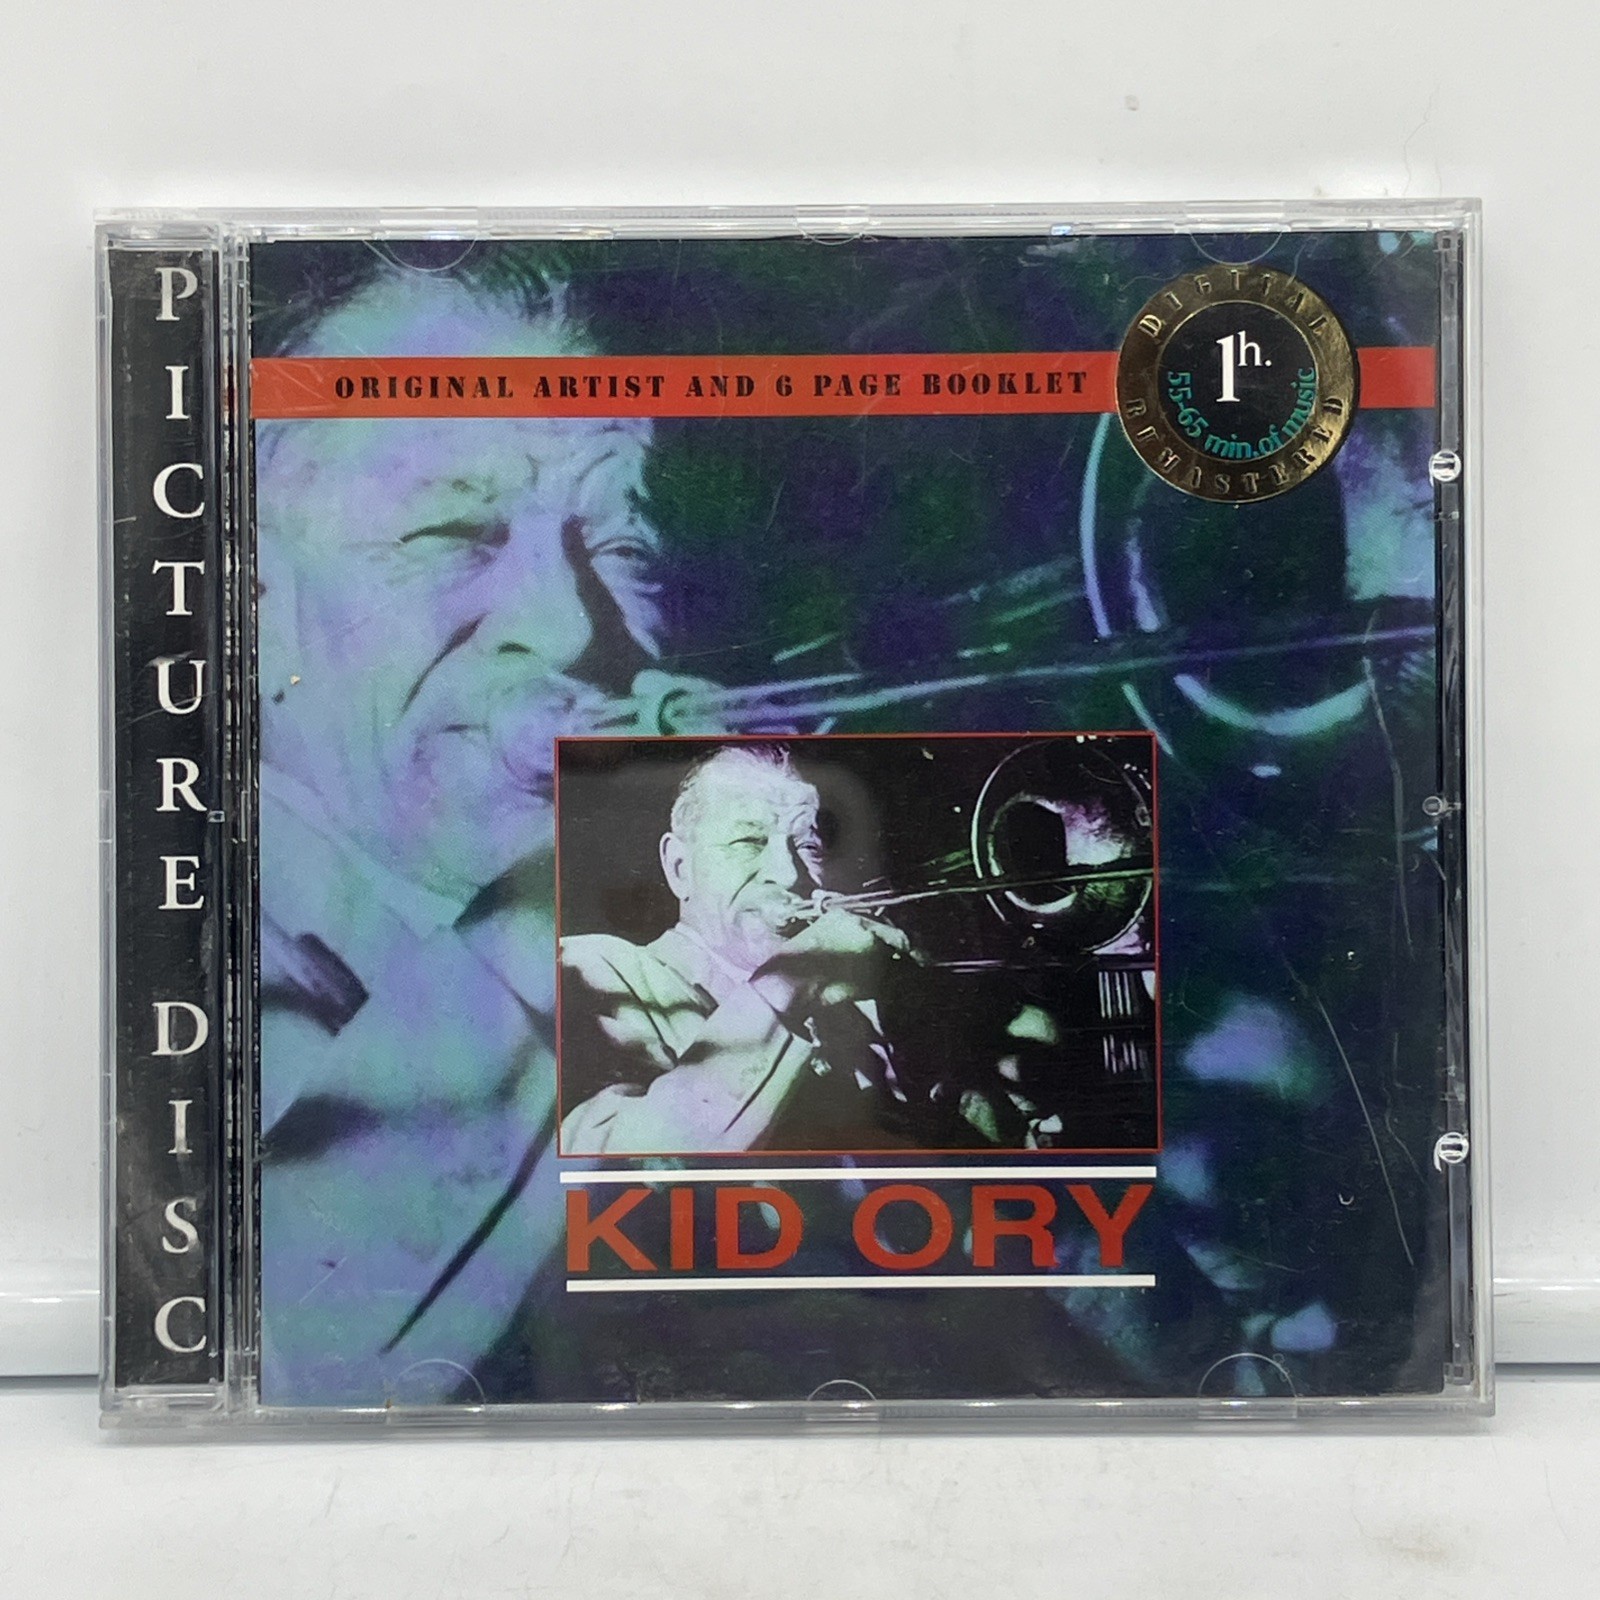 PICTURE DISC
ORIGINAL ARTIST AND 6 PAGE BOOKLET
DIGITAL
1h.
55-65 min.of music
REMASTERED
KID ORY